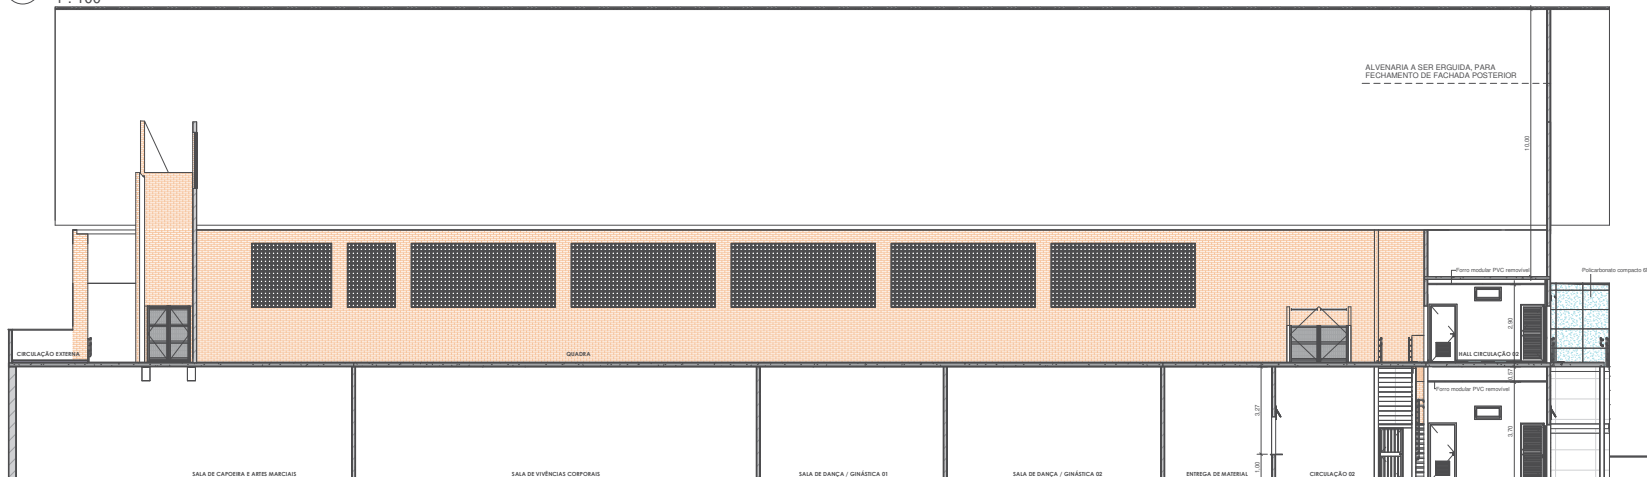 1 : 100
ALVENARIA A SER ERGUIDA, PARA
FECHAMENTO DE FACHADA POSTERIOR
10,00
Forro modular PVC removível
Policarbonato compacto
2,90
CIRCULAÇÃO EXTERNA
QUADRA
HALL CIRCULAÇÃO 02
0,57
Forro modular PVC removível
3,27
3,70
1,00
SALA DE CAPOEIRA E ARTES MARCIAIS
SALA DE VIVÊNCIAS CORPORAIS
SALA DE DANÇA / GINÁSTICA 01
SALA DE DANÇA / GINÁSTICA 02
ENTREGA DE MATERIAL
CIRCULAÇÃO 02